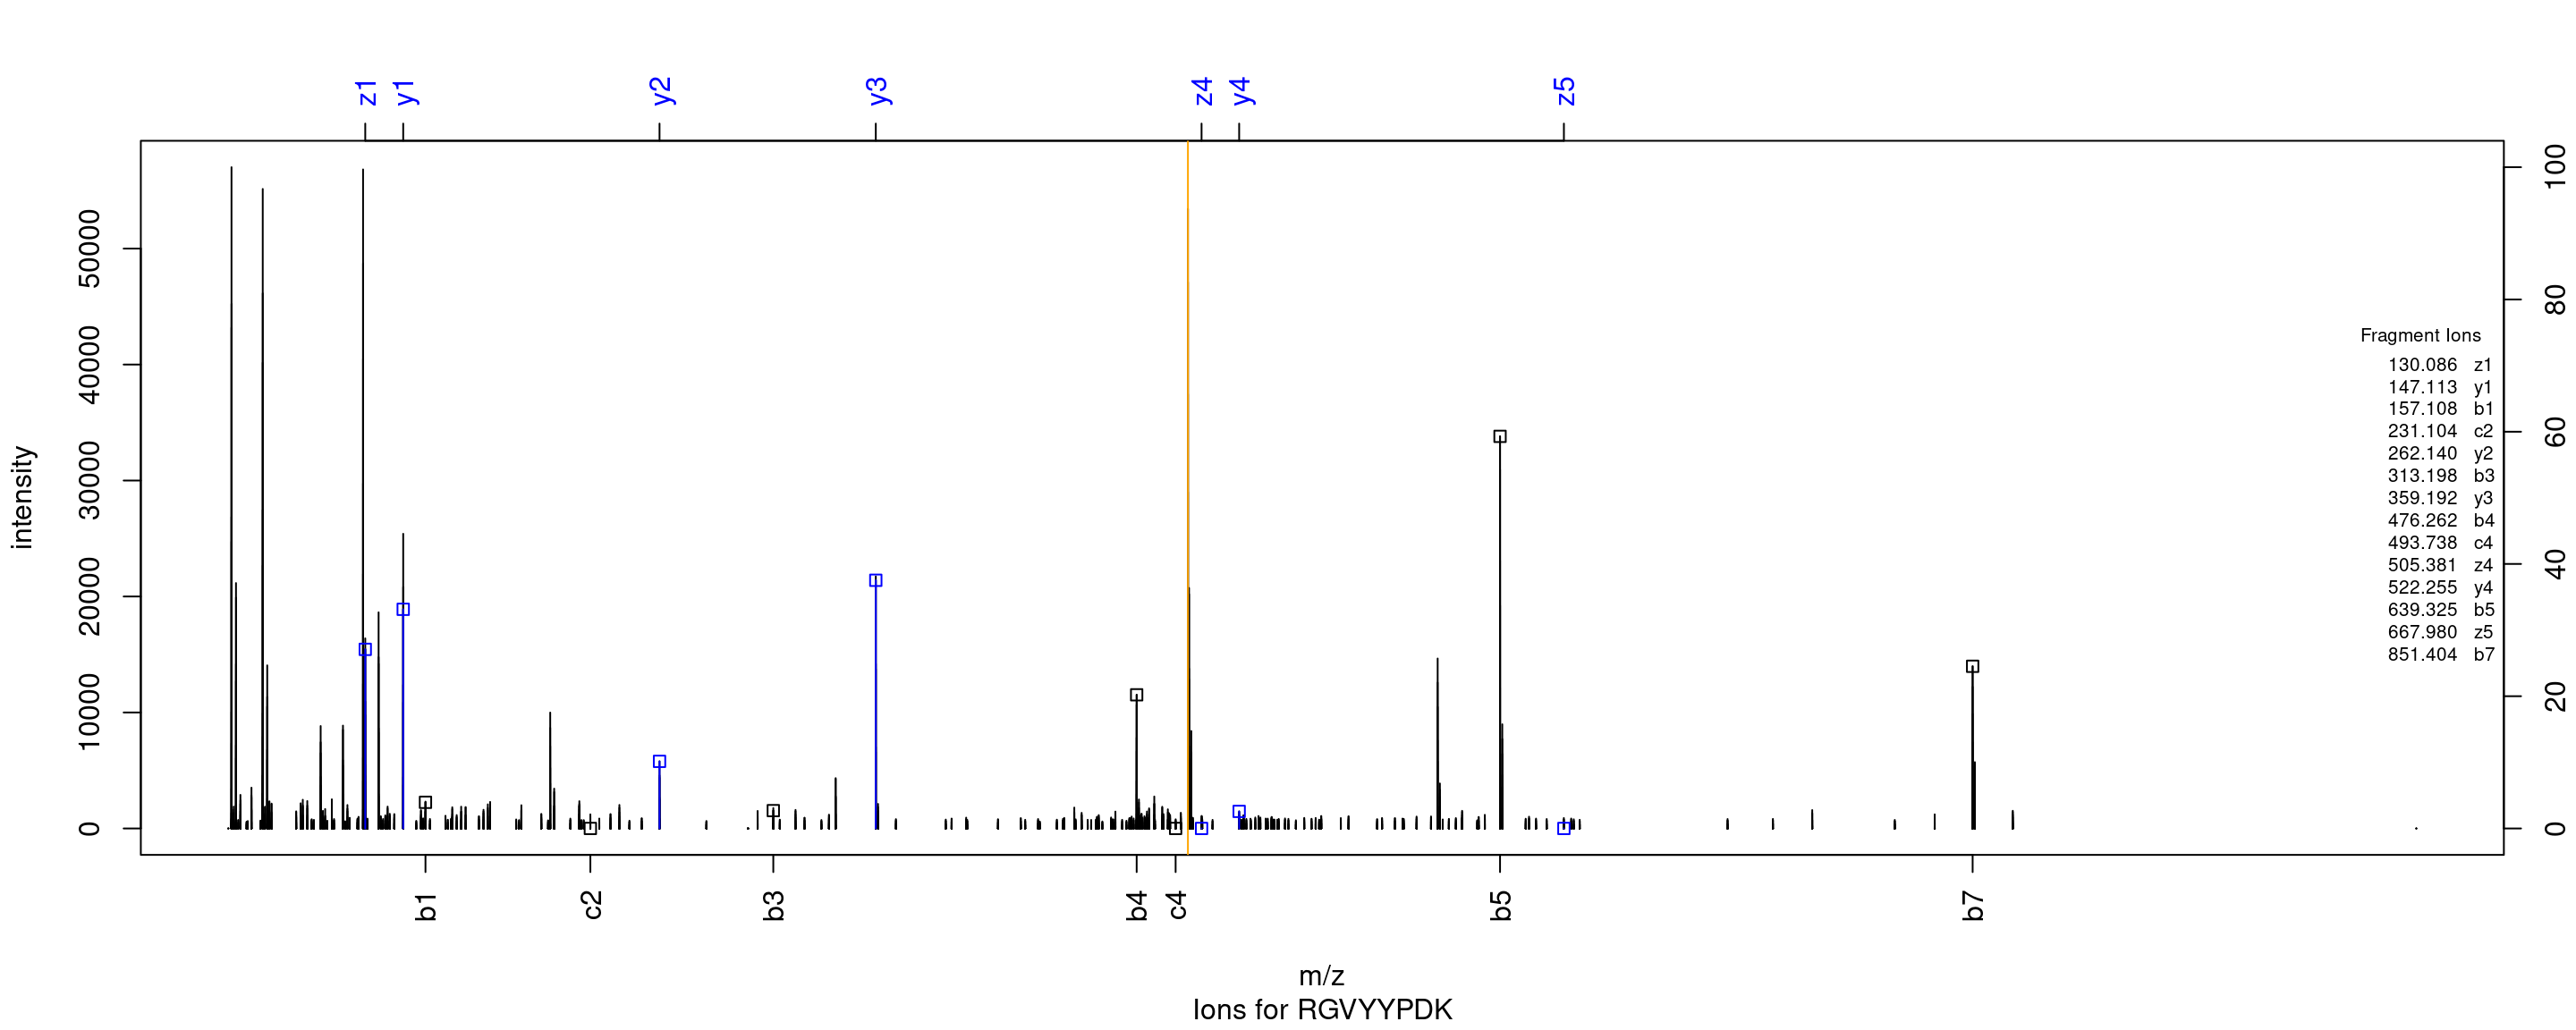 z1 y1 y2 y3 z4 y4 z5
intensity
0 10000 20000 30000 40000 50000
0 20 40 60 80 100
Fragment Ions
130.086 z1
147.113 y1
157.108 b1
231.104 c2
262.140 y2
313.198 b3
359.192 y3
476.262 b4
493.738 c4
505.381 z4
522.255 y4
639.325 b5
667.980 z5
851.404 b7
b1 c2 b3 b4 c4 b5 b7
m/z
Ions for RGVYYPDK